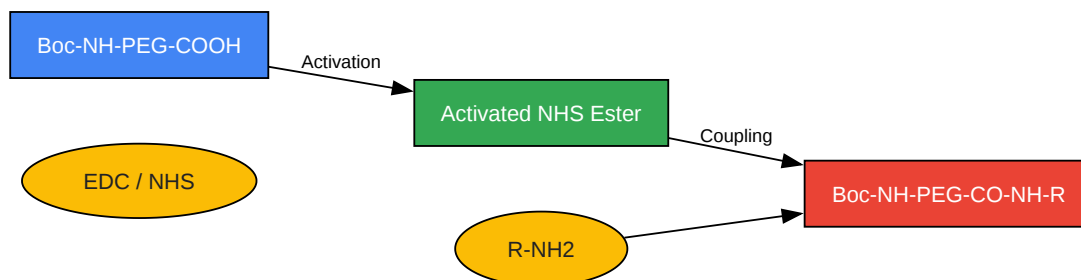 Boc-NH-PEG-COOH
Activation
Activated NHS Ester
Coupling
EDC / NHS
Boc-NH-PEG-CO-NH-R
R-NH2